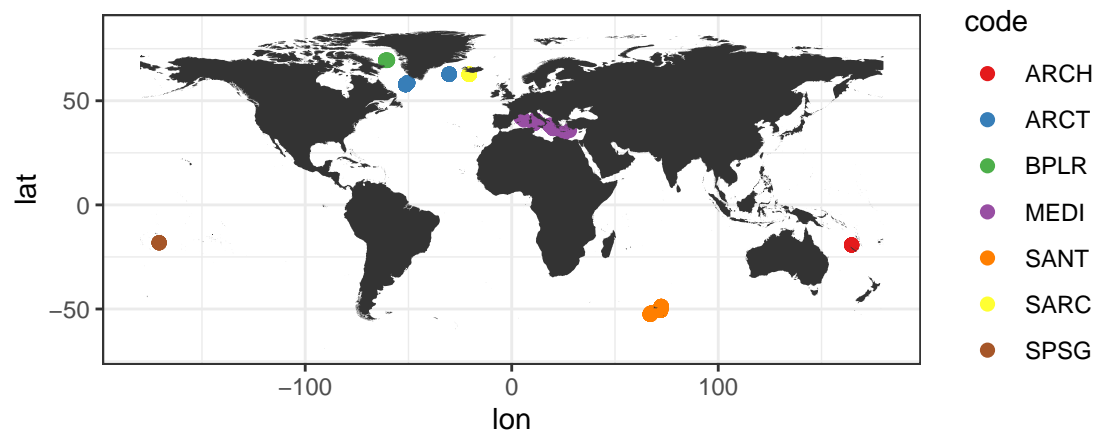 code
ARCH
ARCT
BPLR
MEDI
SANT
SARC
SPSG
lat
50
0
−50
−100
0
100
lon